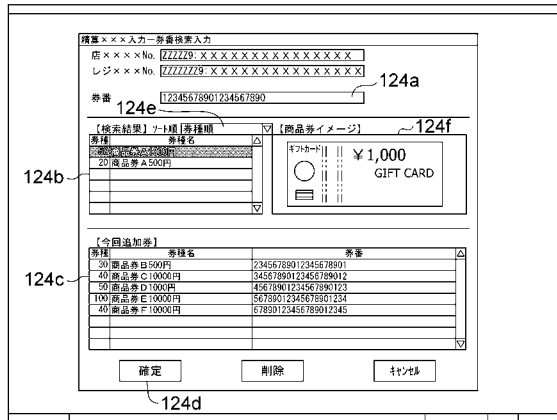 精算×××入力ー券番検索入力
店××××No. ZZZZZ9: XXXXXXXXXXXXXXX
レジ×××No. ZZZZZZZ9: XXXXXXXXXXXXXXX
124a
券番 12345678901234567890
124e
【検索結果】 ソート順 券種順 ▽
【商品券イメージ】
124f
券種 券種名
20 商品券A500円
124b
ギフトカード
¥1,000
GIFT CARD
【今回追加券】
券種 券種名 券番
30 商品券B500円 23456789012345678901
40 商品券C10000円 34567890123456789012
50 商品券D1000円 45678901234567890123
100 商品券E10000円 56789012345678901234
40 商品券F10000円 67890123456789012345
124c
確定 削除 キャンセル
124d